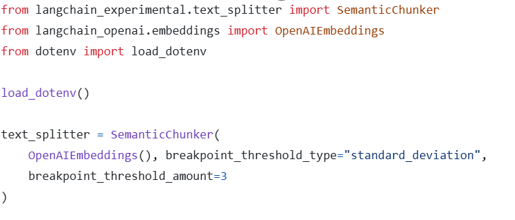 from langchain_experimental.text_splitter import SemanticChunker
from langchain_openai.embeddings import OpenAIEmbeddings
from dotenv import load_dotenv

load_dotenv()

text_splitter = SemanticChunker(
    OpenAIEmbeddings(), breakpoint_threshold_type="standard_deviation",
    breakpoint_threshold_amount=3
)